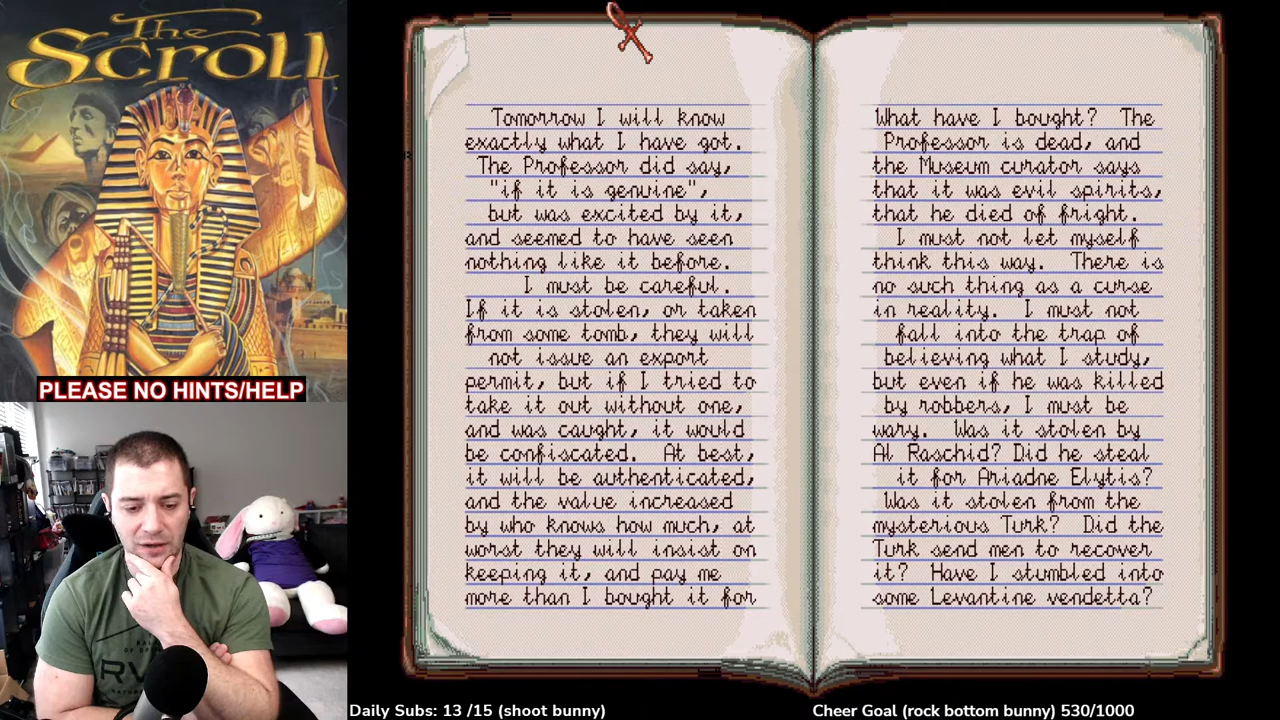 The
Scroll
PLEASE NO HINTS/HELP
Tomorrow I will know
exactly what I have got.
The Professor did say,
"if it is genuine",
but was excited by it,
and seemed to have seen
nothing like it before.
I must be careful.
If it is stolen, or taken
from some tomb, they will
not issue an export
permit, but if I tried to
take it out without one,
and was caught, it would
be confiscated. At best,
it will be authenticated,
and the value increased
by who knows how much, at
worst they will insist on
keeping it, and pay me
more than I bought it for
What have I bought? The
Professor is dead, and
the Museum curator says
that it was evil spirits,
that he died of fright.
I must not let myself
think this way. There is
no such thing as a curse
in reality. I must not
fall into the trap of
believing what I study,
but even if he was killed
by robbers, I must be
wary. Was it stolen by
Al Raschid? Did he steal
it for Ariadne Elytis?
Was it stolen from the
mysterious Turk? Did the
Turk send men to recover
it? Have I stumbled into
some Levantine vendetta?
Daily Subs: 13 /15 (shoot bunny)
Cheer Goal (rock bottom bunny) 530/1000